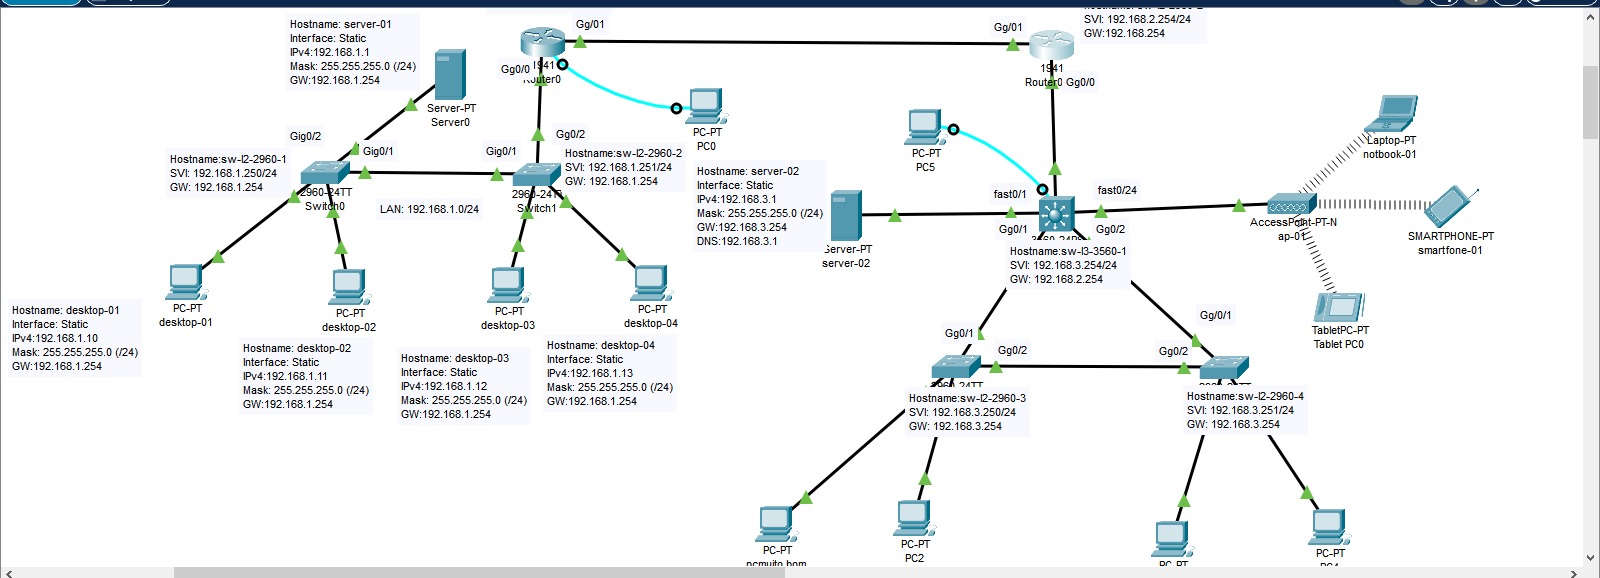 Hostname: server-01
Interface: Static
IPv4:192.168.1.1
Mask: 255.255.255.0 (/24)
GW:192.168.1.254
Server-PT
Server0
Gg/01
1941
Router0
Gg0/0
Gg0/2
PC-PT
PC0
Gg/01
SVI: 192.168.2.254/24
GW:192.168.254
1941
Router0
Gg0/0
Gig0/2
Gig0/1
Gig0/1
Hostname:sw-l2-2960-1
SVI: 192.168.1.250/24
GW: 192.168.1.254
2960-24TT
Switch0
LAN: 192.168.1.0/24
Hostname:sw-l2-2960-2
SVI: 192.168.1.251/24
GW: 192.168.1.254
2960-24TT
Switch1
PC-PT
desktop-01
PC-PT
desktop-02
PC-PT
desktop-03
PC-PT
desktop-04
Hostname: desktop-01
Interface: Static
IPv4:192.168.1.10
Mask: 255.255.255.0 (/24)
GW:192.168.1.254
Hostname: desktop-02
Interface: Static
IPv4:192.168.1.11
Mask: 255.255.255.0 (/24)
GW:192.168.1.254
Hostname: desktop-03
Interface: Static
IPv4:192.168.1.12
Mask: 255.255.255.0 (/24)
GW:192.168.1.254
Hostname: desktop-04
Interface: Static
IPv4:192.168.1.13
Mask: 255.255.255.0 (/24)
GW:192.168.1.254
Hostname: server-02
Interface: Static
IPv4:192.168.3.1
Mask: 255.255.255.0 (/24)
GW:192.168.3.254
DNS:192.168.3.1
Server-PT
server-02
PC-PT
PC5
fast0/1
fast0/24
Gg0/1
Gg0/2
Hostname:sw-l3-3560-1
SVI: 192.168.3.254/24
GW: 192.168.2.254
AccessPoint-PT-N
ap-01
Laptop-PT
notbook-01
SMARTPHONE-PT
smartfone-01
TabletPC-PT
Tablet PC0
Gg0/1
Gg0/2
Gg/0/1
Gg0/2
Hostname:sw-l2-2960-3
SVI: 192.168.3.250/24
GW: 192.168.3.254
Hostname:sw-l2-2960-4
SVI: 192.168.3.251/24
GW: 192.168.3.254
PC-PT
pcmuito bom
PC-PT
PC2
PC-PT
PC-PT